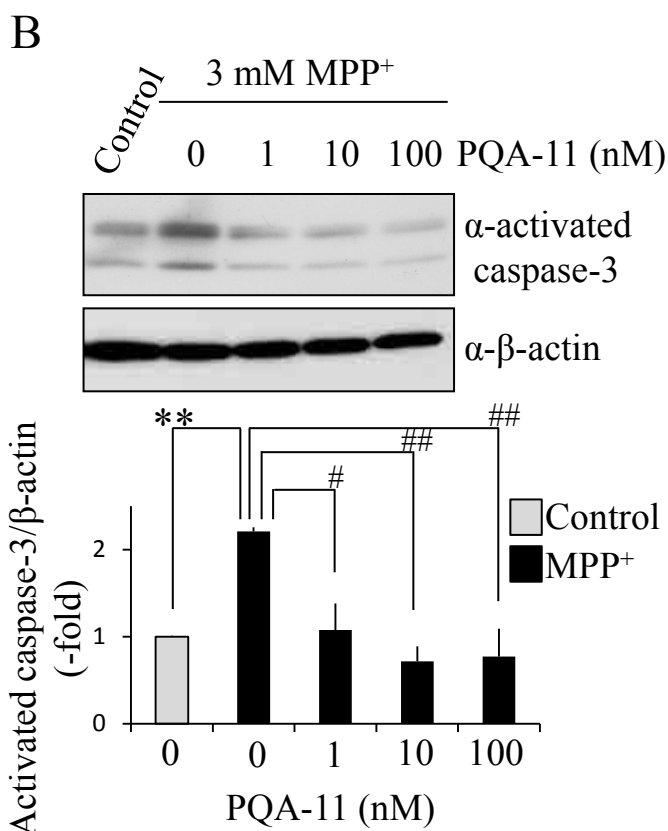 B
3 mM MPP⁺
Control 0 1 10 100 PQA-11 (nM)
α-activated
caspase-3
α-β-actin
** ## ## #
Control
MPP⁺
Activated caspase-3/β-actin
(-fold)
2
1
0
0 0 1 10 100
PQA-11 (nM)